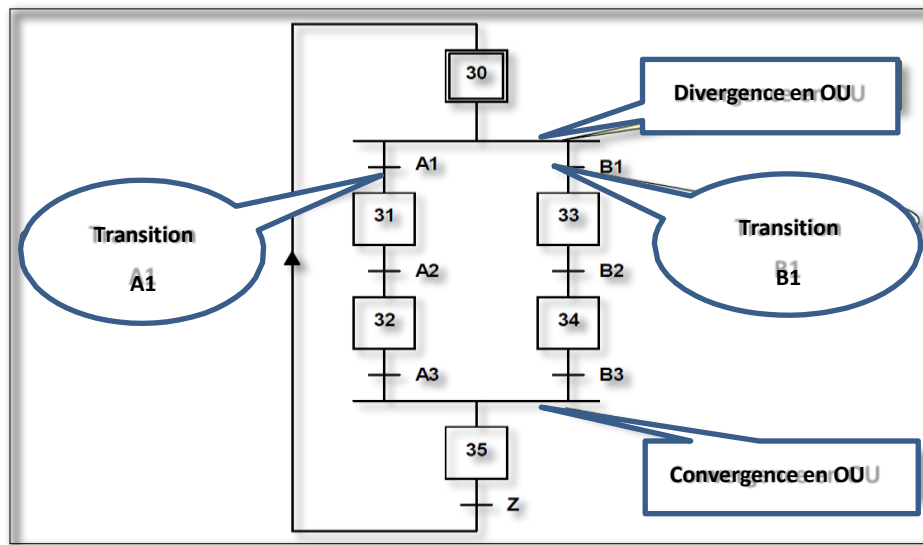 30
Divergence en OU
A1
B1
Transition
A1
31
33
Transition
B1
A2
B2
32
34
A3
B3
35
Convergence en OU
Z